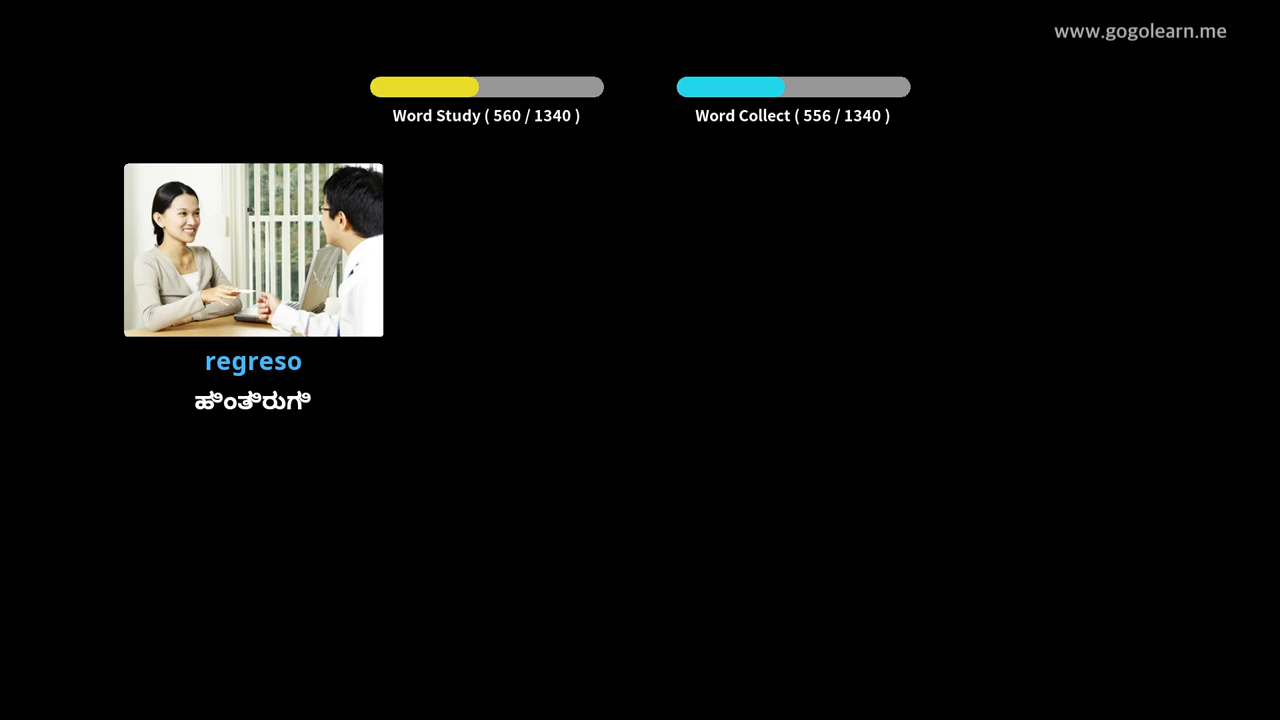 www.gogolearn.me
Word Study ( 560 / 1340 )
Word Collect ( 556 / 1340 )
regreso
ಹಿಂತಿರುಗಿ